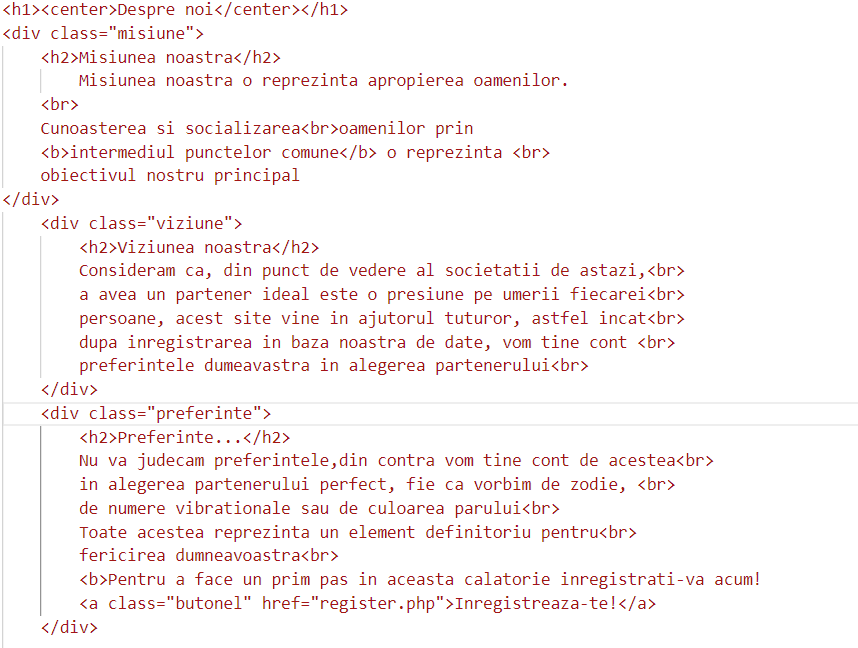 <h1><center>Despre noi</center></h1>
<div class="misiune">
<h2>Misiunea noastra</h2>
Misiunea noastra o reprezinta apropierea oamenilor.
<br>
Cunoasterea si socializarea<br>oamenilor prin
<b>intermediul punctelor comune</b> o reprezinta <br>
obiectivul nostru principal
</div>
<div class="viziune">
<h2>Viziunea noastra</h2>
Consideram ca, din punct de vedere al societatii de astazi,<br>
a avea un partener ideal este o presiune pe umerii fiecarei<br>
persoane, acest site vine in ajutorul tuturor, astfel incat<br>
dupa inregistrarea in baza noastra de date, vom tine cont <br>
preferintele dumeavastra in alegerea partenerului<br>
</div>
<div class="preferinte">
<h2>Preferinte...</h2>
Nu va judecam preferintele,din contra vom tine cont de acestea<br>
in alegerea partenerului perfect, fie ca vorbim de zodie, <br>
de numere vibrationale sau de culoarea parului<br>
Toate acestea reprezinta un element definitoriu pentru<br>
fericirea dumneavoastra<br>
<b>Pentru a face un prim pas in aceasta calatorie inregistrati-va acum!
<a class="butonel" href="register.php">Inregistreaza-te!</a>
</div>